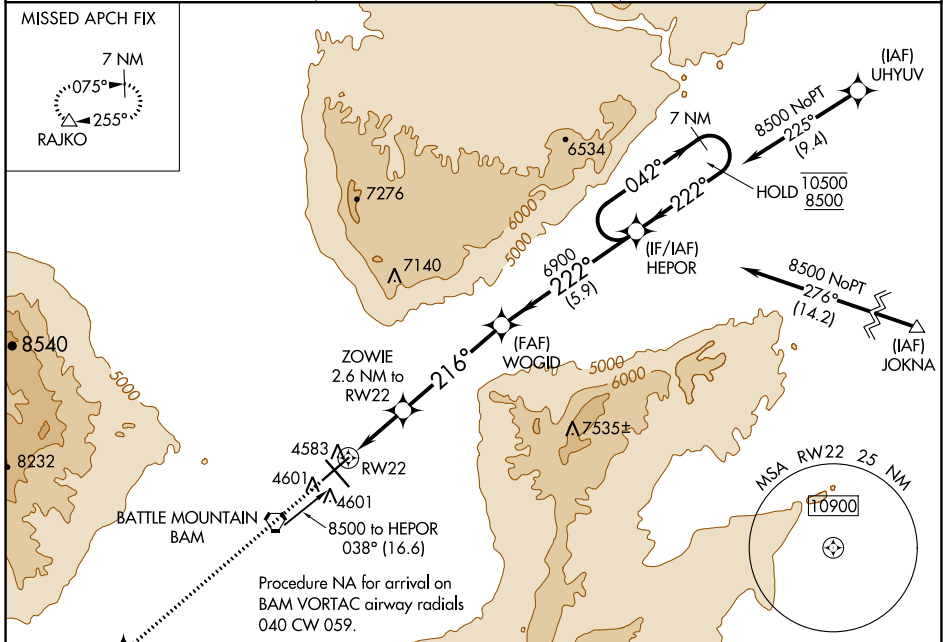 MISSED APCH FIX
7 NM
075°
255°
RAJKO
(IAF)
UHYUV
8500 NoPT
225°
(9.4)
7 NM
042°
222°
HOLD 10500
8500
6534
7276
6000
5000
7140
(IF/IAF)
HEPOR
6900
222°
(5.9)
8500 NoPT
276°
(14.2)
(IAF)
JOKNA
(FAF)
WOGID
216°
ZOWIE
2.6 NM to
RW22
8540
5000
8232
5000
6000
7535±
4583
RW22
4601
4601
BATTLE MOUNTAIN
BAM
8500 to HEPOR
038° (16.6)
Procedure NA for arrival on
BAM VORTAC airway radials
040 CW 059.
MSA RW22 25 NM
10900